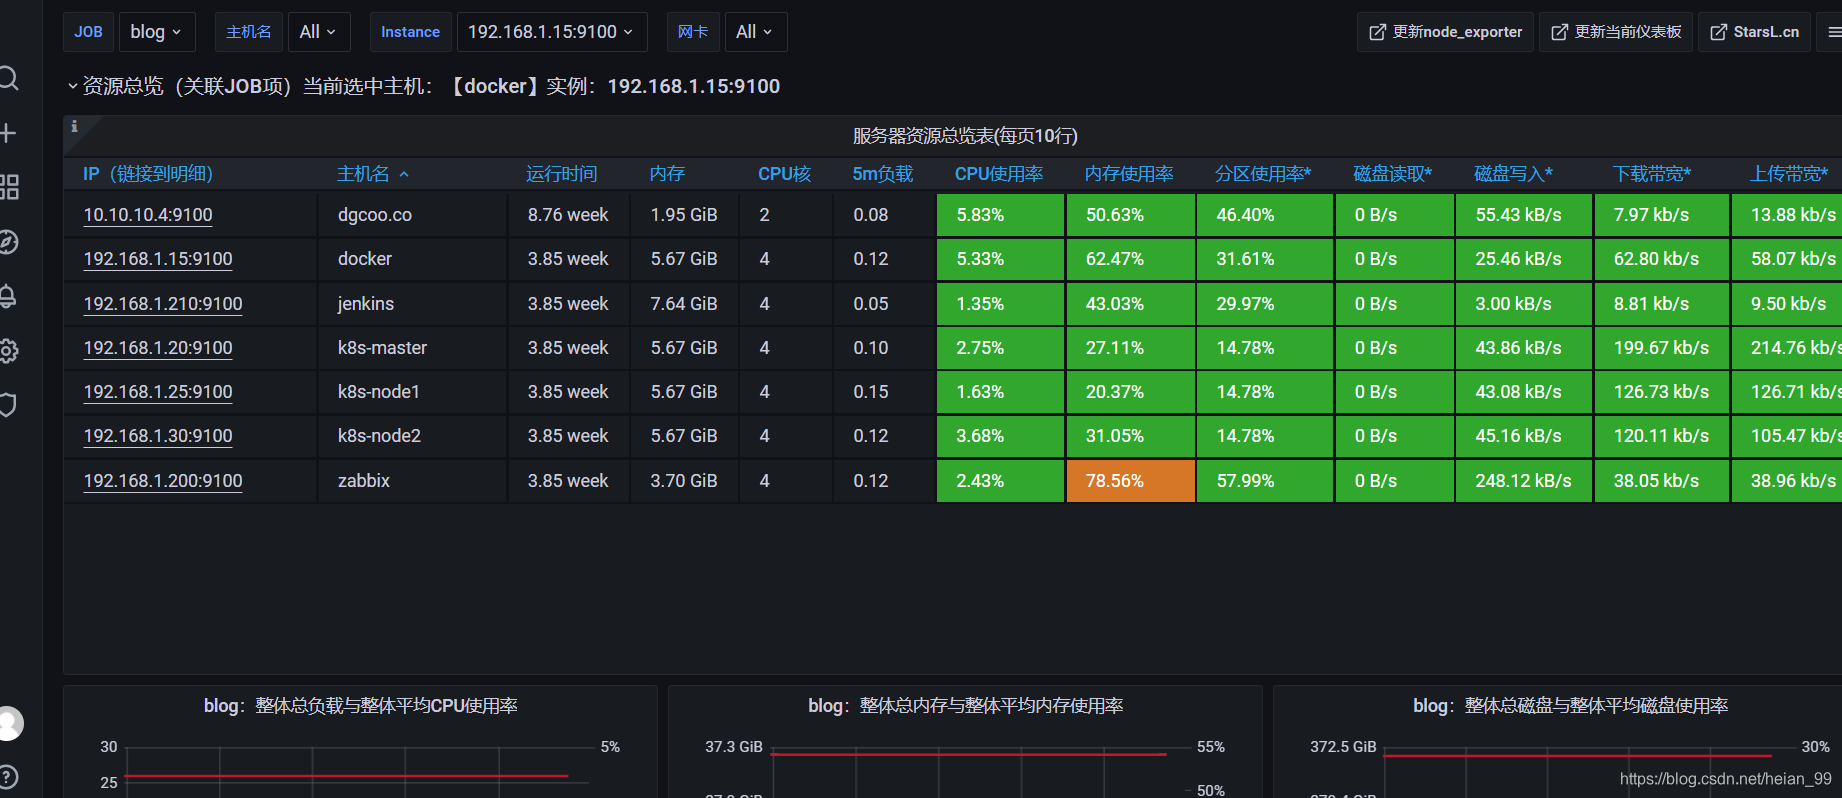 JOB blog 主机名 All Instance 192.168.1.15:9100 网卡 All 更新node_exporter 更新当前仪表板 StarsL.cn
资源总览（关联JOB项）当前选中主机：【docker】实例：192.168.1.15:9100
服务器资源总览表(每页10行)
IP（链接到明细） 主机名 运行时间 内存 CPU核 5m负载 CPU使用率 内存使用率 分区使用率* 磁盘读取* 磁盘写入* 下载带宽* 上传带宽*
10.10.10.4:9100 dgcoo.co 8.76 week 1.95 GiB 2 0.08 5.83% 50.63% 46.40% 0 B/s 55.43 kB/s 7.97 kb/s 13.88 kb/s
192.168.1.15:9100 docker 3.85 week 5.67 GiB 4 0.12 5.33% 62.47% 31.61% 0 B/s 25.46 kB/s 62.80 kb/s 58.07 kb/s
192.168.1.210:9100 jenkins 3.85 week 7.64 GiB 4 0.05 1.35% 43.03% 29.97% 0 B/s 3.00 kB/s 8.81 kb/s 9.50 kb/s
192.168.1.20:9100 k8s-master 3.85 week 5.67 GiB 4 0.10 2.75% 27.11% 14.78% 0 B/s 43.86 kB/s 199.67 kb/s 214.76 kb/s
192.168.1.25:9100 k8s-node1 3.85 week 5.67 GiB 4 0.15 1.63% 20.37% 14.78% 0 B/s 43.08 kB/s 126.73 kb/s 126.71 kb/s
192.168.1.30:9100 k8s-node2 3.85 week 5.67 GiB 4 0.12 3.68% 31.05% 14.78% 0 B/s 45.16 kB/s 120.11 kb/s 105.47 kb/s
192.168.1.200:9100 zabbix 3.85 week 3.70 GiB 4 0.12 2.43% 78.56% 57.99% 0 B/s 248.12 kB/s 38.05 kb/s 38.96 kb/s
blog：整体总负载与整体平均CPU使用率 blog：整体总内存与整体平均内存使用率 blog：整体总磁盘与整体平均磁盘使用率
30 5% 37.3 GiB 55% 372.5 GiB 30%
25 50%
https://blog.csdn.net/heian_99